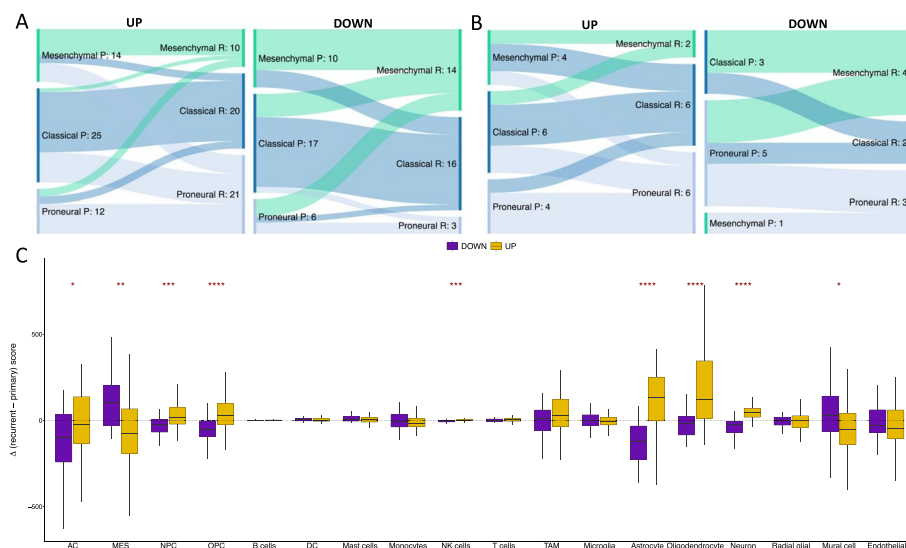 A
UP
DOWN
Mesenchymal P: 14
Mesenchymal R: 10
Classical P: 25
Classical R: 20
Proneural P: 12
Proneural R: 21
Mesenchymal P: 10
Mesenchymal R: 14
Classical P: 17
Classical R: 16
Proneural P: 6
Proneural R: 3
B
UP
DOWN
Mesenchymal P: 4
Mesenchymal R: 2
Classical P: 6
Classical R: 6
Proneural P: 4
Proneural R: 6
Classical P: 3
Mesenchymal R: 4
Proneural P: 5
Classical R: 2
Proneural R: 3
Mesenchymal P: 1
C
DOWN UP
* ** *** **** *** **** **** **** *
Δ (recurrent − primary) score
500
0
−500
AC MES NPC OPC B cells DC Mast cells Monocytes NK cells T cells TAM Microglia Astrocyte Oligodendrocyte Neuron Radial glial Mural cell Endothelial